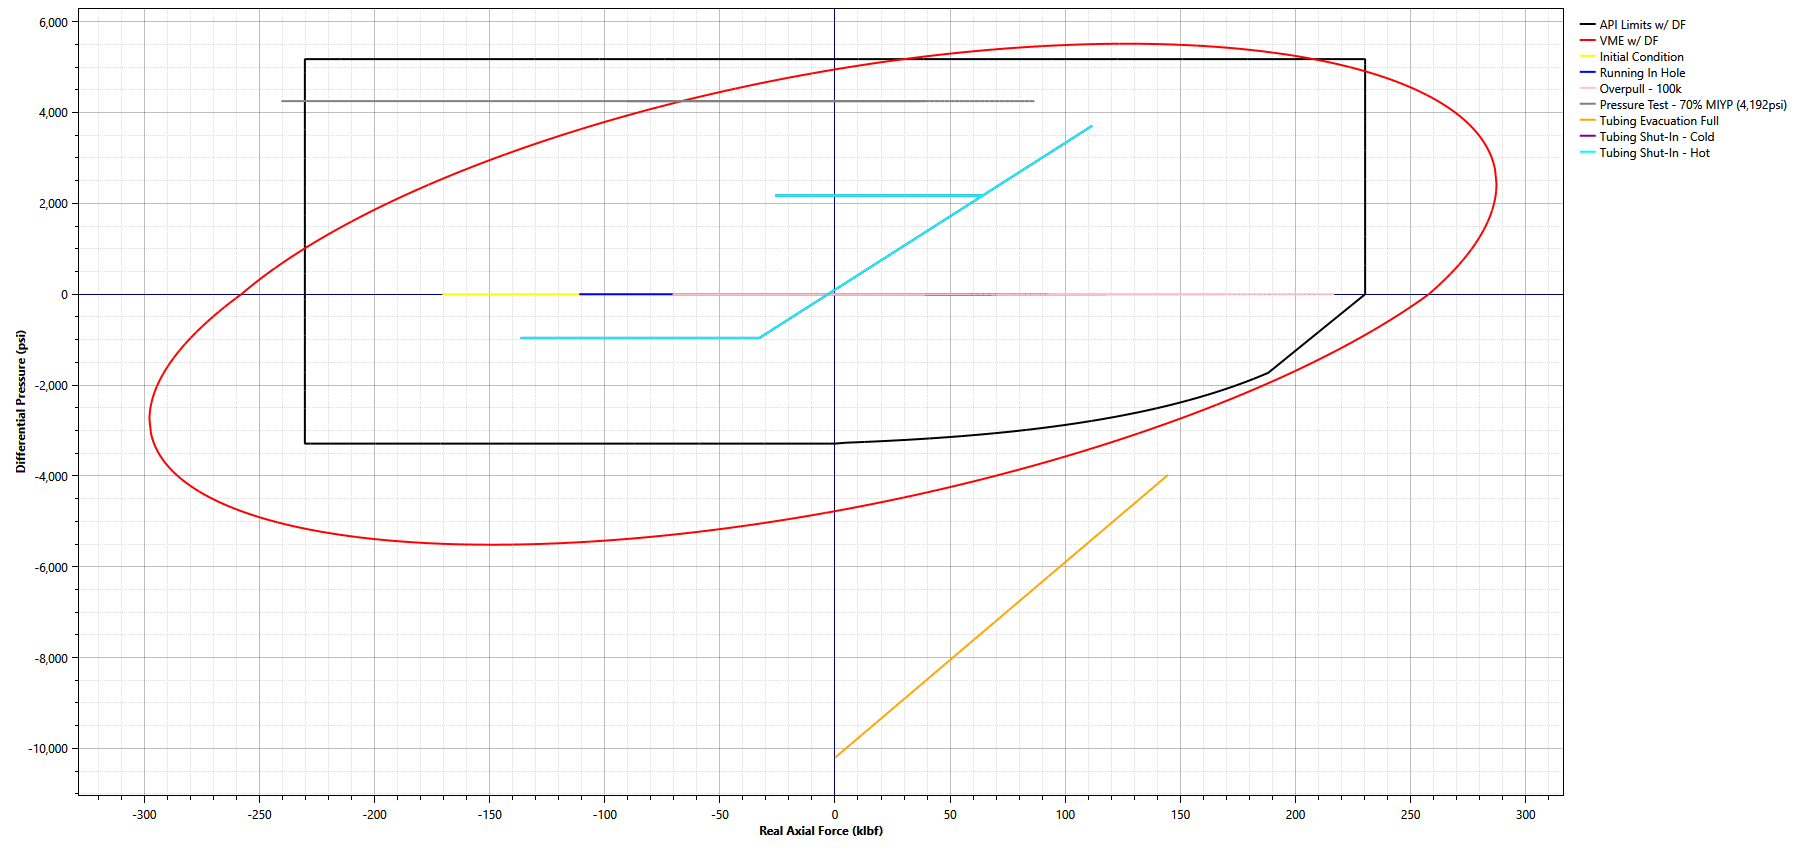 6,000
4,000
2,000
0
-2,000
-4,000
-6,000
-8,000
-10,000
Differential Pressure (psi)
-300 -250 -200 -150 -100 -50 0 50 100 150 200 250 300
Real Axial Force (klbf)
API Limits w/ DF
VME w/ DF
Initial Condition
Running In Hole
Overpull - 100k
Pressure Test - 70% MIYP (4,192psi)
Tubing Evacuation Full
Tubing Shut-In - Cold
Tubing Shut-In - Hot